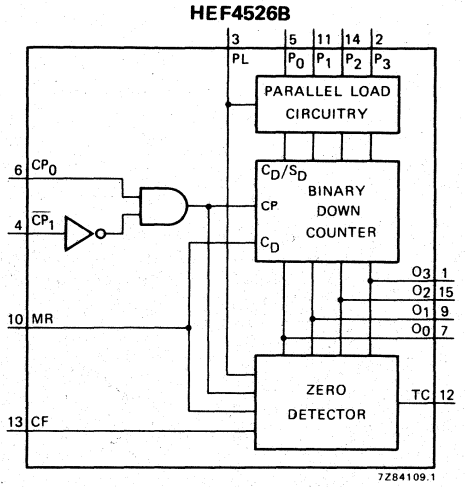 HEF4526B
3 5 11 14 2
PL P0 P1 P2 P3
PARALLEL LOAD
CIRCUITRY
6 CP0
CD/SD
BINARY
CP DOWN
COUNTER
4 C̅P̅1
CD
O3 1
O2 15
O1 9
O0 7
10 MR
ZERO
DETECTOR
TC 12
13 CF
7Z84109.1